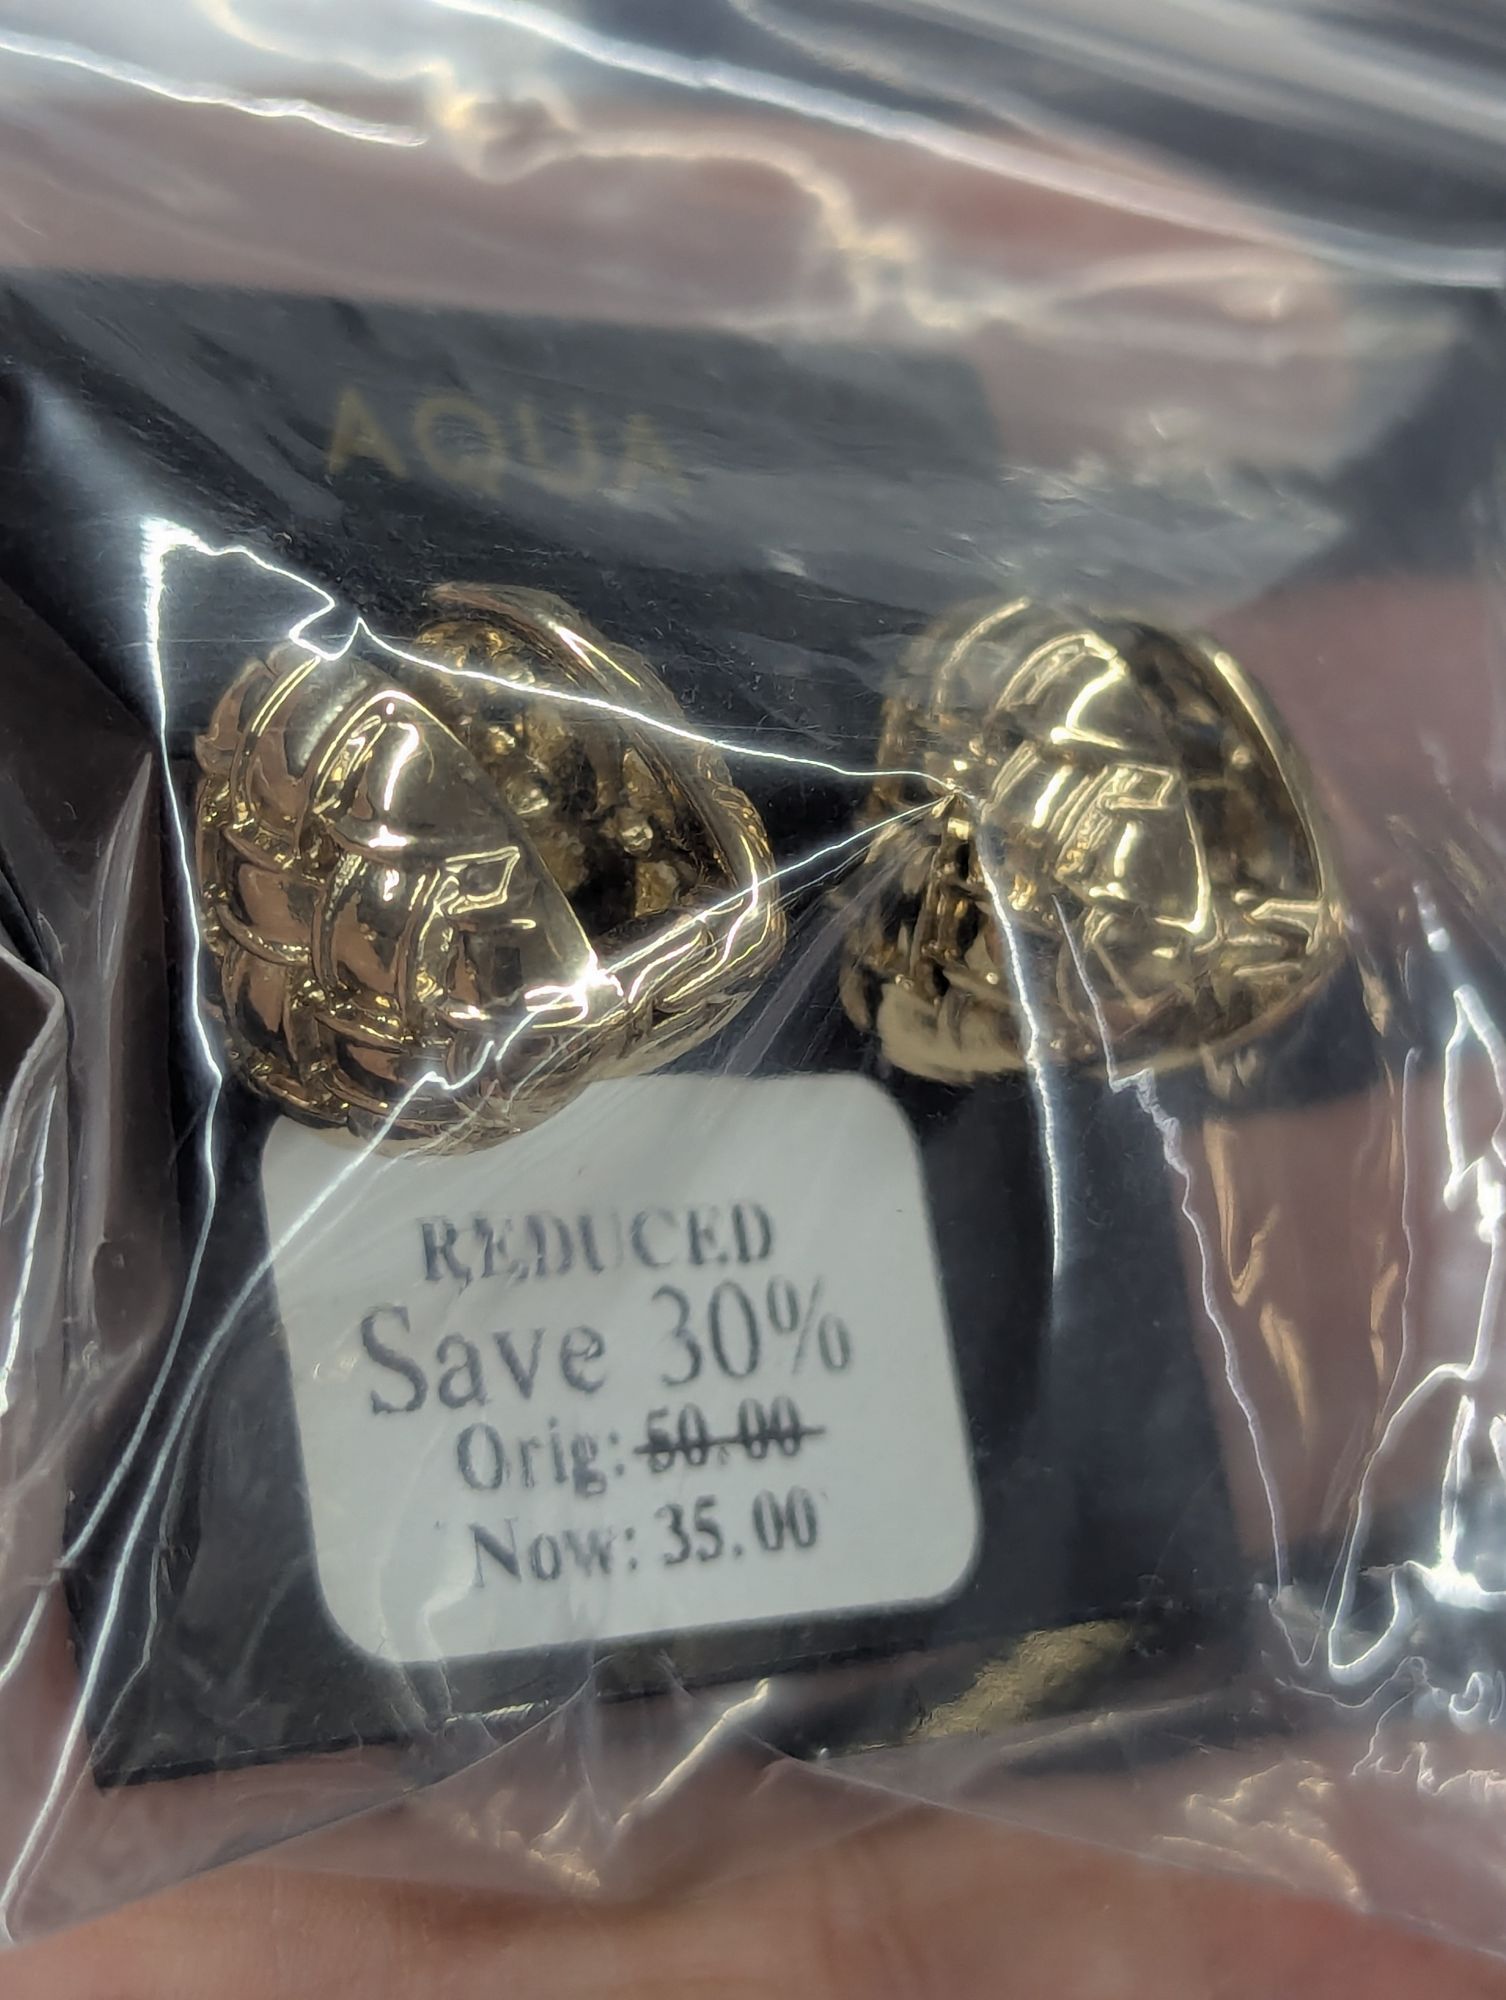 AQUA
REDUCED
Save 30%
Orig: 50.00
Now: 35.00